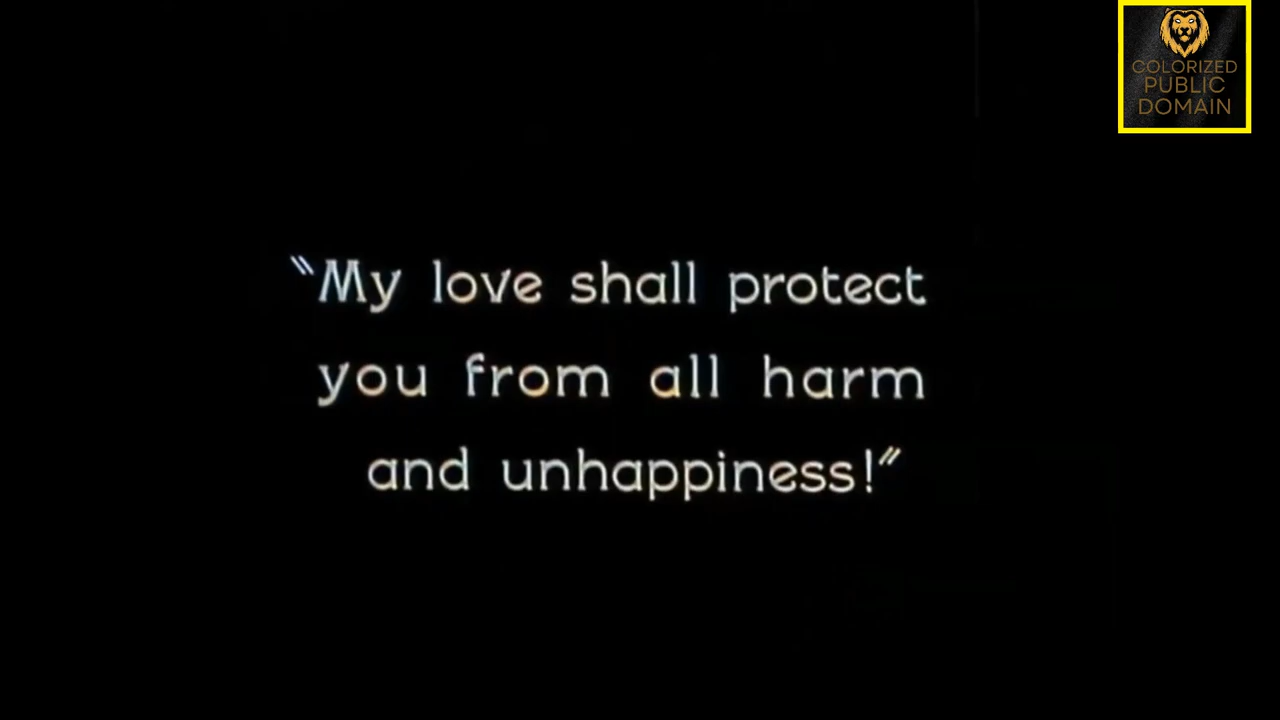 COLORIZED
PUBLIC
DOMAIN
"My love shall protect
you from all harm
and unhappiness!"